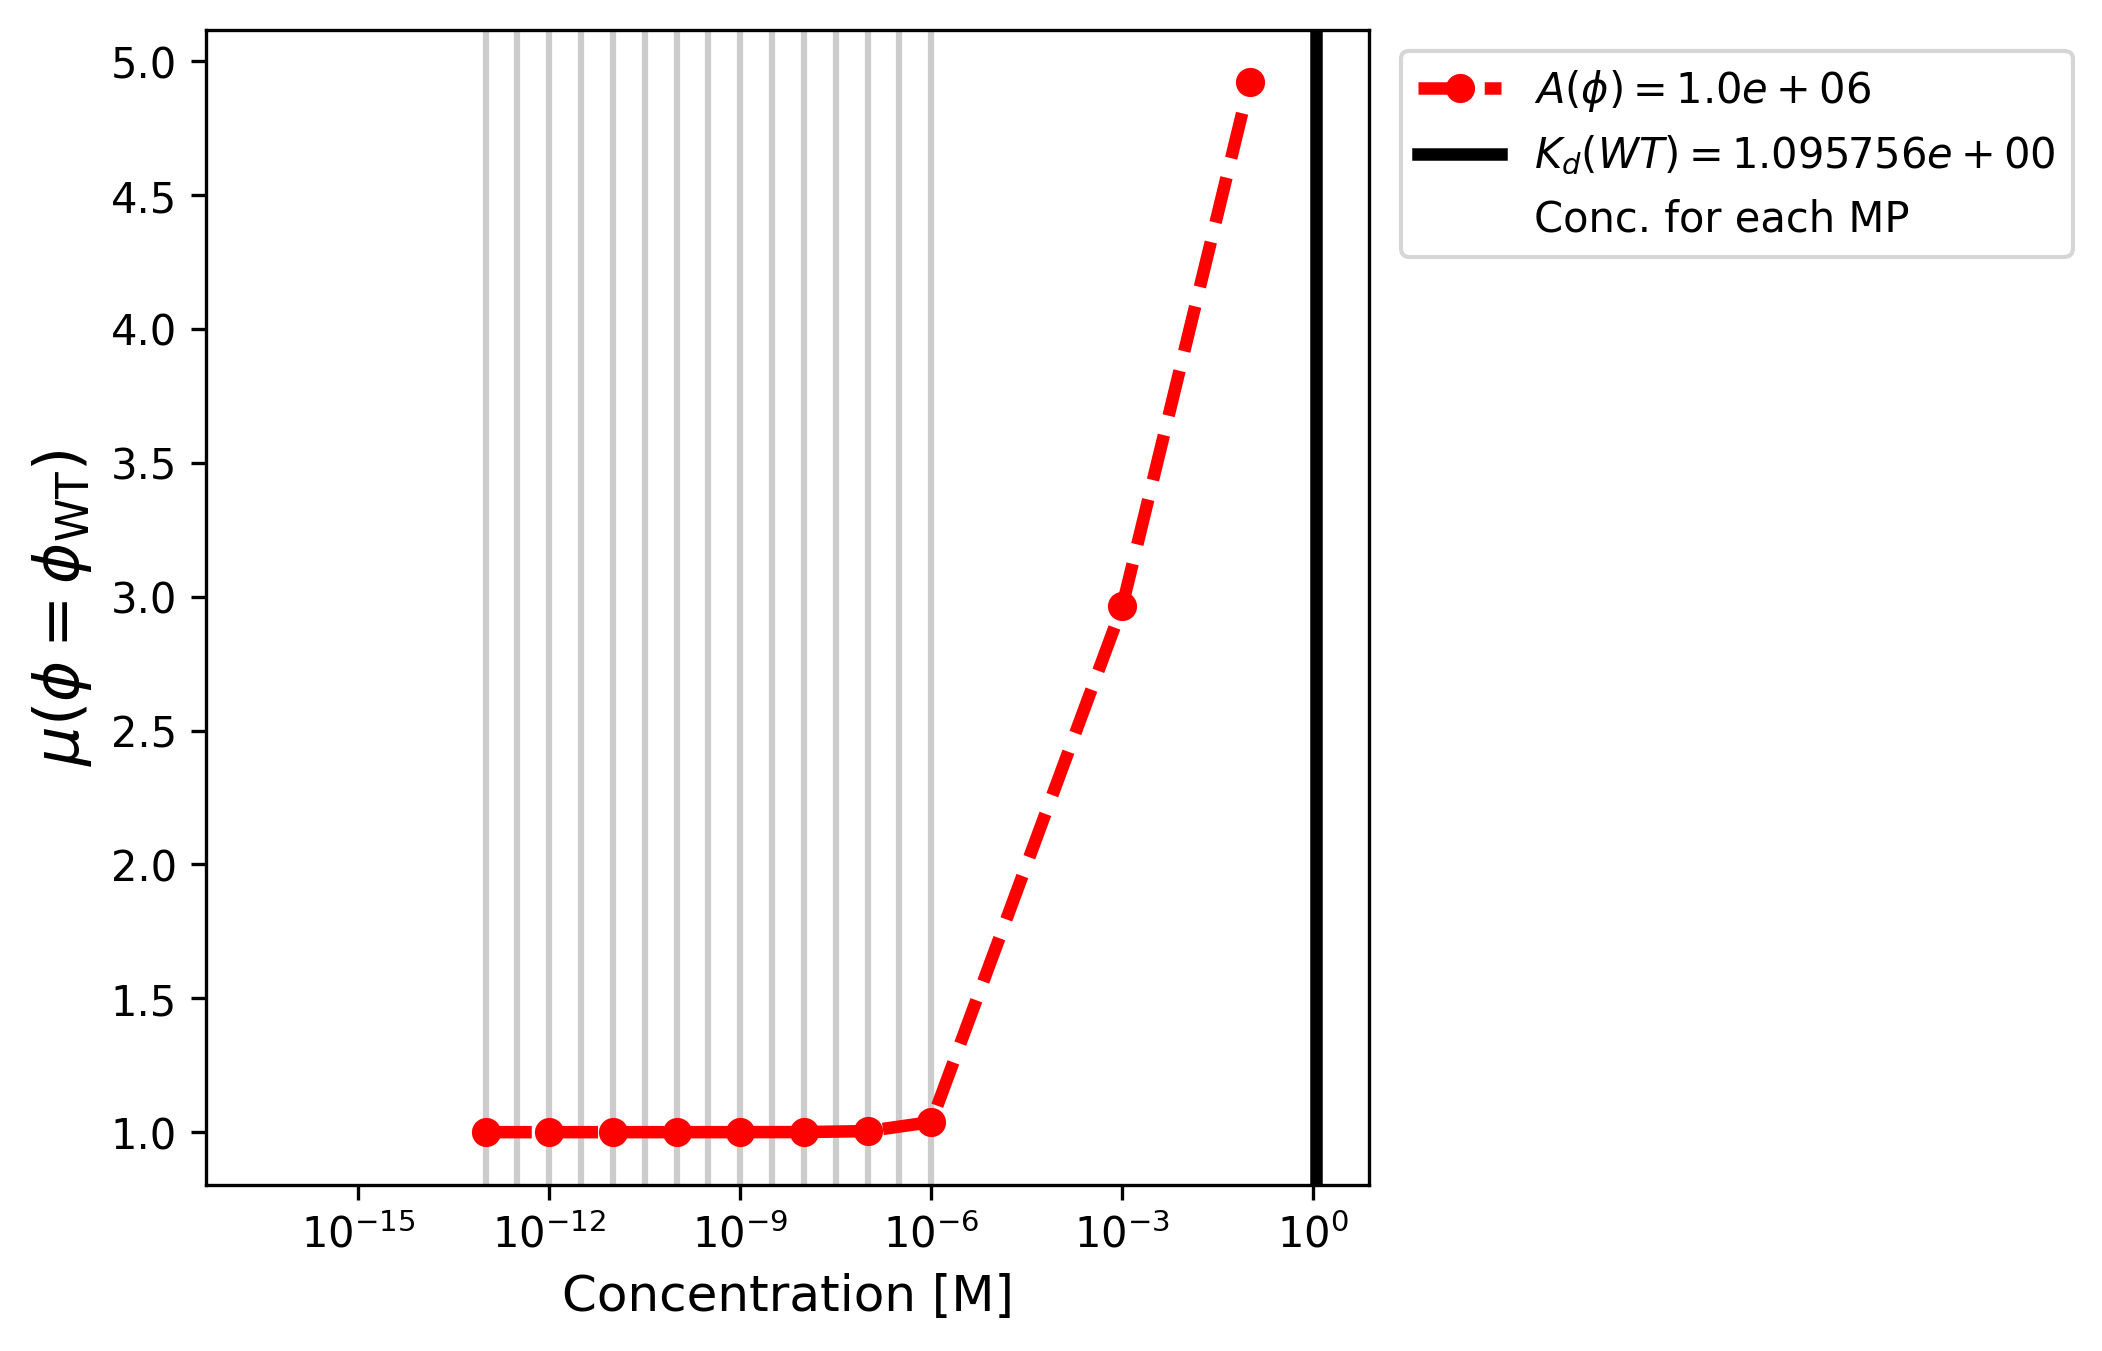 5.0
4.5
4.0
3.5
3.0
2.5
2.0
1.5
1.0
μ(ϕ = ϕ_WT)
10⁻¹⁵ 10⁻¹² 10⁻⁹ 10⁻⁶ 10⁻³ 10⁰
Concentration [M]
A(ϕ) = 1.0e + 06
K_d(WT) = 1.095756e + 00
Conc. for each MP